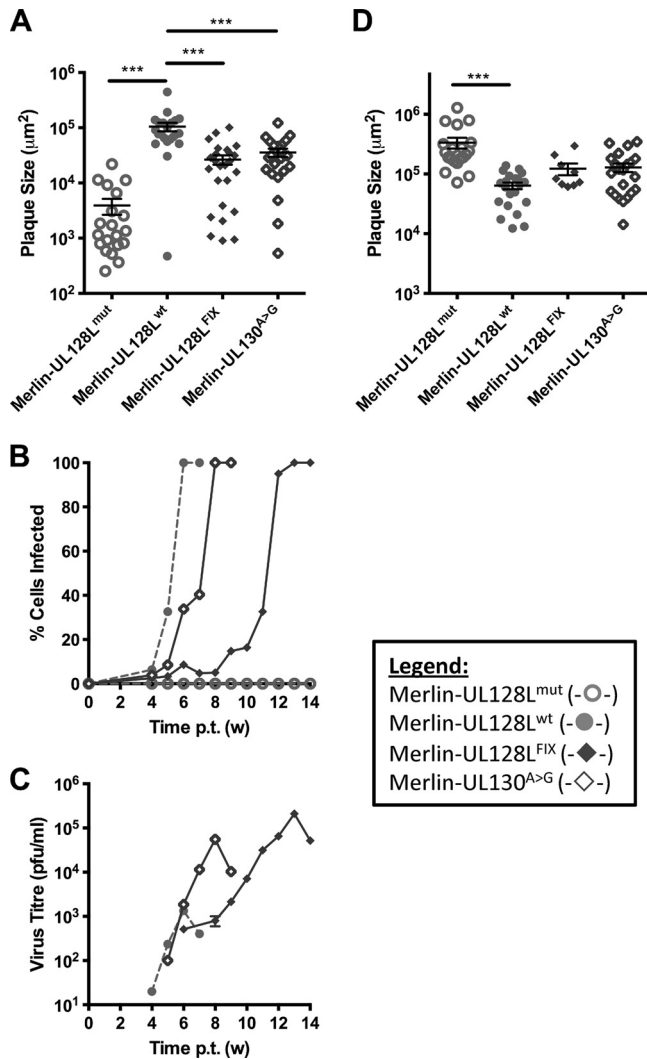 A
***
***
***
Plaque Size (μm²)
10⁶
10⁵
10⁴
10³
10²
Merlin-UL128L^mut
Merlin-UL128L^wt
Merlin-UL128L^FIX
Merlin-UL130^A>G
D
***
Plaque Size (μm²)
10⁶
10⁵
10⁴
10³
Merlin-UL128L^mut
Merlin-UL128L^wt
Merlin-UL128L^FIX
Merlin-UL130^A>G
B
% Cells Infected
100
80
60
40
20
0
0 2 4 6 8 10 12 14
Time p.t. (w)
C
Virus Titre (pfu/ml)
10⁶
10⁵
10⁴
10³
10²
10¹
0 2 4 6 8 10 12 14
Time p.t. (w)
Legend:
Merlin-UL128L^mut (-○-)
Merlin-UL128L^wt (-●-)
Merlin-UL128L^FIX (-◆-)
Merlin-UL130^A>G (-◇-)